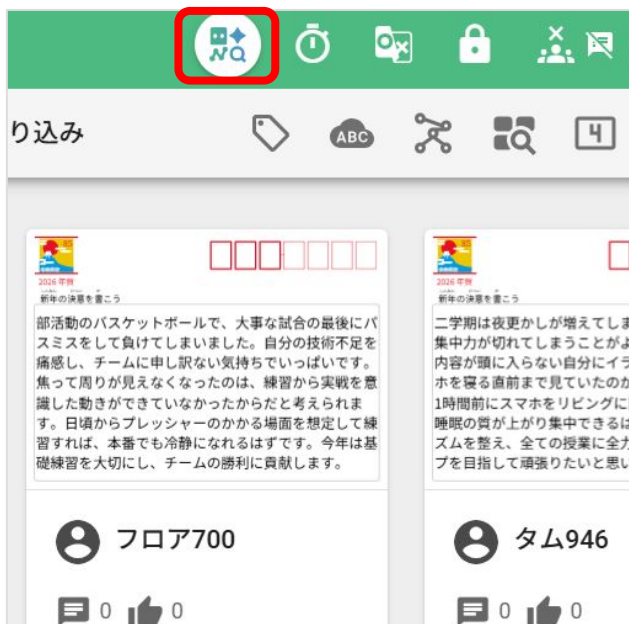 り込み
ABC
85
2026 年賀
新年の決意を書こう
部活動のバスケットボールで、大事な試合の最後にパ
スミスをして負けてしまいました。自分の技術不足を
痛感し、チームに申し訳ない気持ちでいっぱいです。
焦って周りが見えなくなったのは、練習から実戦を意
識した動きができていなかったからだと考えられま
す。日頃からプレッシャーのかかる場面を想定して練
習すれば、本番でも冷静になれるはずです。今年は基
礎練習を大切にし、チームの勝利に貢献します。
フロア700
0
0
85
2026 年賀
新年の決意を書こう
二学期は夜更かしが増えてしま
集中力が切れてしまうことがよ
内容が頭に入らない自分にイラ
ホを寝る直前まで見ていたのか
1時間前にスマホをリビングに
睡眠の質が上がり集中できるは
ズムを整え、全ての授業に全力
プを目指して頑張りたいと思い
タム946
0
0